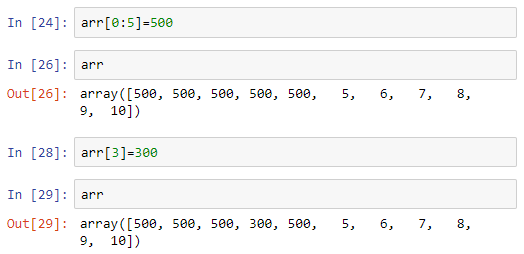 In [24]: arr[0:5]=500
In [26]: arr
Out[26]: array([500, 500, 500, 500, 500,   5,   6,   7,   8,
9,  10])
In [28]: arr[3]=300
In [29]: arr
Out[29]: array([500, 500, 500, 300, 500,   5,   6,   7,   8,
9,  10])